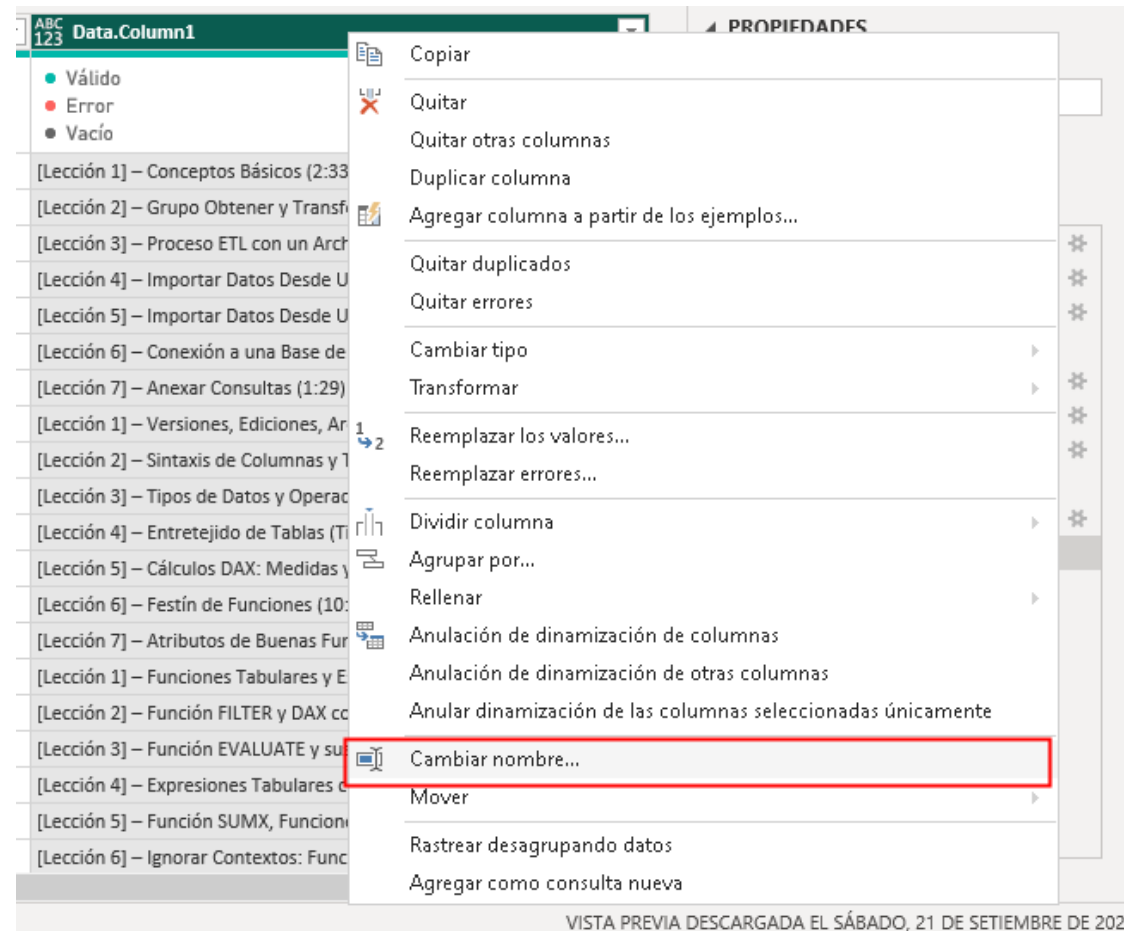 ABC
123 Data.Column1
PROPIEDADES
Válido
Error
Vacío
[Lección 1] – Conceptos Básicos (2:33
[Lección 2] – Grupo Obtener y Transf
[Lección 3] – Proceso ETL con un Arch
[Lección 4] – Importar Datos Desde U
[Lección 5] – Importar Datos Desde U
[Lección 6] – Conexión a una Base de
[Lección 7] – Anexar Consultas (1:29)
[Lección 1] – Versiones, Ediciones, Ar
[Lección 2] – Sintaxis de Columnas y T
[Lección 3] – Tipos de Datos y Operac
[Lección 4] – Entretejido de Tablas (Ti
[Lección 5] – Cálculos DAX: Medidas y
[Lección 6] – Festín de Funciones (10:
[Lección 7] – Atributos de Buenas Fun
[Lección 1] – Funciones Tabulares y E
[Lección 2] – Función FILTER y DAX co
[Lección 3] – Función EVALUATE y su
[Lección 4] – Expresiones Tabulares d
[Lección 5] – Función SUMX, Funcion
[Lección 6] – Ignorar Contextos: Func
Copiar
Quitar
Quitar otras columnas
Duplicar columna
Agregar columna a partir de los ejemplos...
Quitar duplicados
Quitar errores
Cambiar tipo
Transformar
1
2
Reemplazar los valores...
Reemplazar errores...
Dividir columna
Agrupar por...
Rellenar
Anulación de dinamización de columnas
Anulación de dinamización de otras columnas
Anular dinamización de las columnas seleccionadas únicamente
Cambiar nombre...
Mover
Rastrear desagrupando datos
Agregar como consulta nueva
VISTA PREVIA DESCARGADA EL SÁBADO, 21 DE SETIEMBRE DE 202